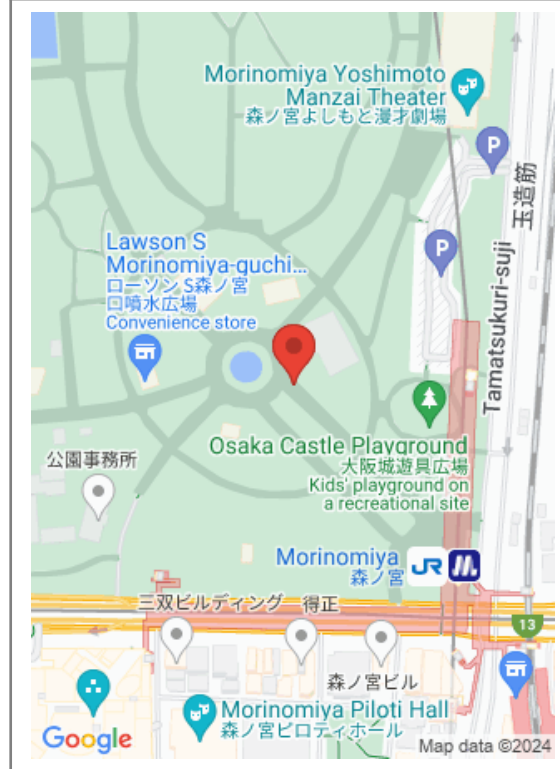 Morinomiya Yoshimoto
Manzai Theater
森ノ宮よしもと漫才劇場
P
玉造筋
Lawson S
Morinomiya-guchi...
ローソン S森ノ宮
口噴水広場
Convenience store
P
Tamatsukuri-suji
Osaka Castle Playground
大阪城遊具広場
Kids' playground on
a recreational site
公園事務所
Morinomiya
森ノ宮
JR
三双ビルディング
得正
13
森ノ宮ビル
Morinomiya Piloti Hall
森ノ宮ピロティホール
Google
Map data ©2024